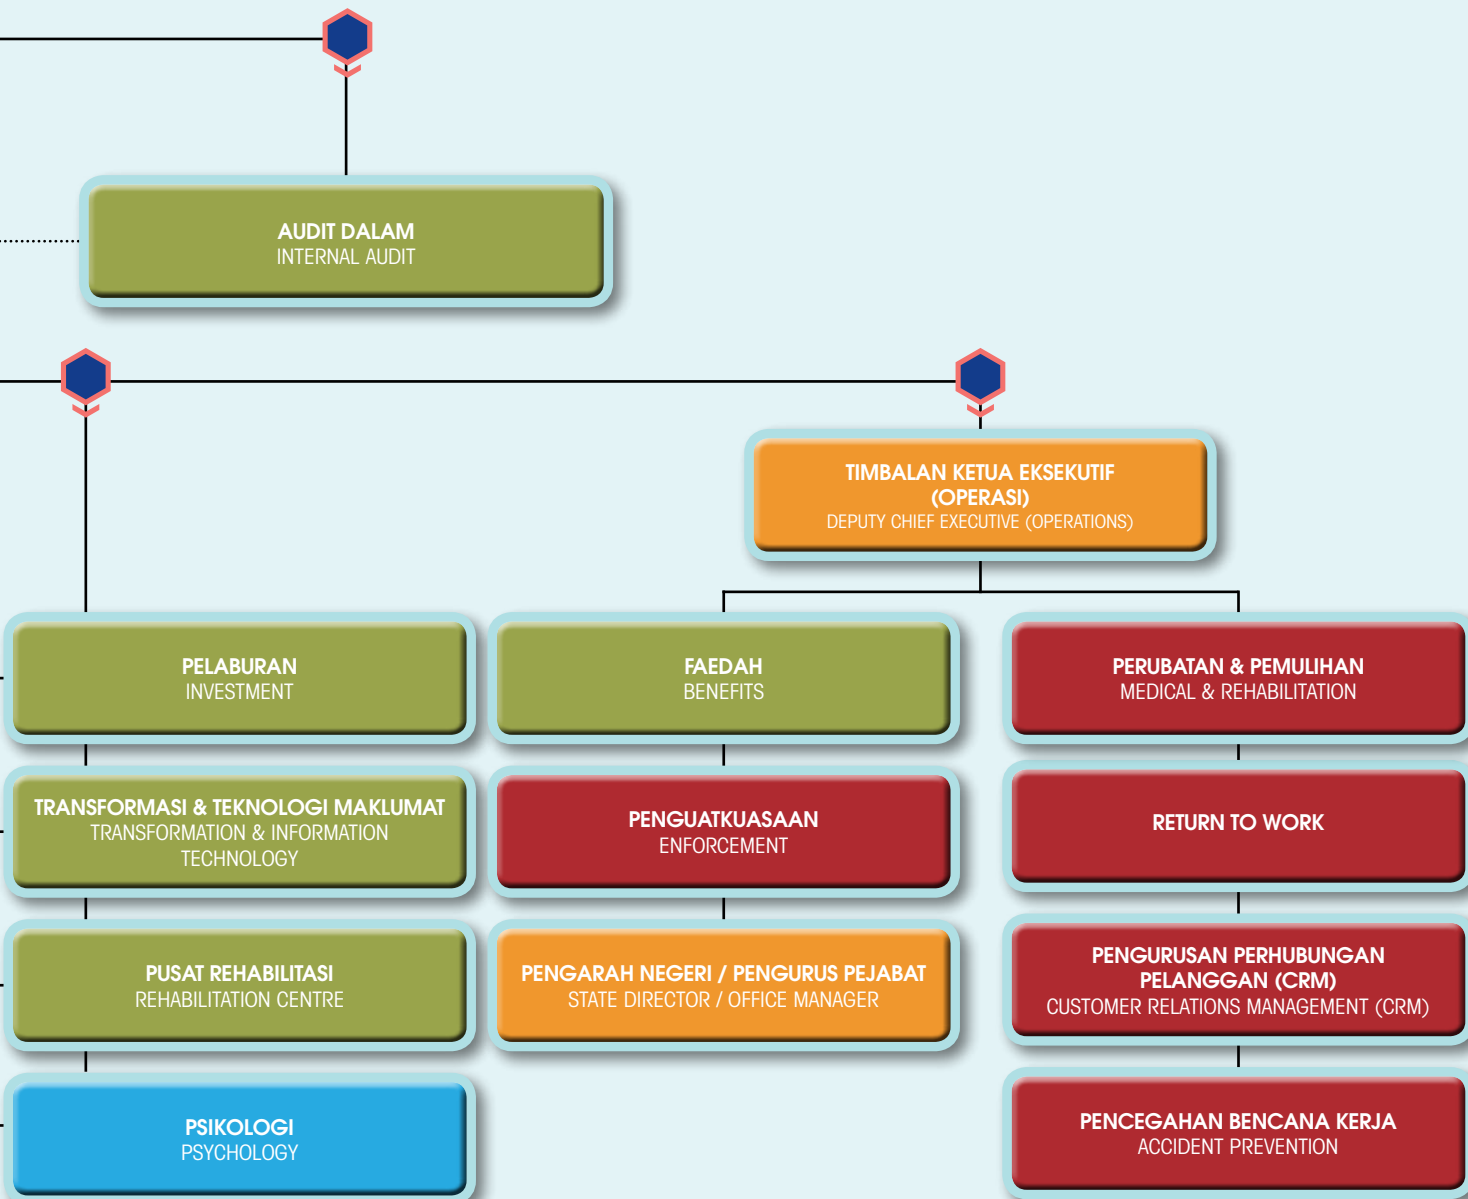 AUDIT DALAM
INTERNAL AUDIT
TIMBALAN KETUA EKSEKUTIF
(OPERASI)
DEPUTY CHIEF EXECUTIVE (OPERATIONS)
PELABURAN
INVESTMENT
FAEDAH
BENEFITS
PERUBATAN & PEMULIHAN
MEDICAL & REHABILITATION
TRANSFORMASI & TEKNOLOGI MAKLUMAT
TRANSFORMATION & INFORMATION
TECHNOLOGY
PENGUATKUASAAN
ENFORCEMENT
RETURN TO WORK
PUSAT REHABILITASI
REHABILITATION CENTRE
PENGARAH NEGERI / PENGURUS PEJABAT
STATE DIRECTOR / OFFICE MANAGER
PENGURUSAN PERHUBUNGAN
PELANGGAN (CRM)
CUSTOMER RELATIONS MANAGEMENT (CRM)
PSIKOLOGI
PSYCHOLOGY
PENCEGAHAN BENCANA KERJA
ACCIDENT PREVENTION